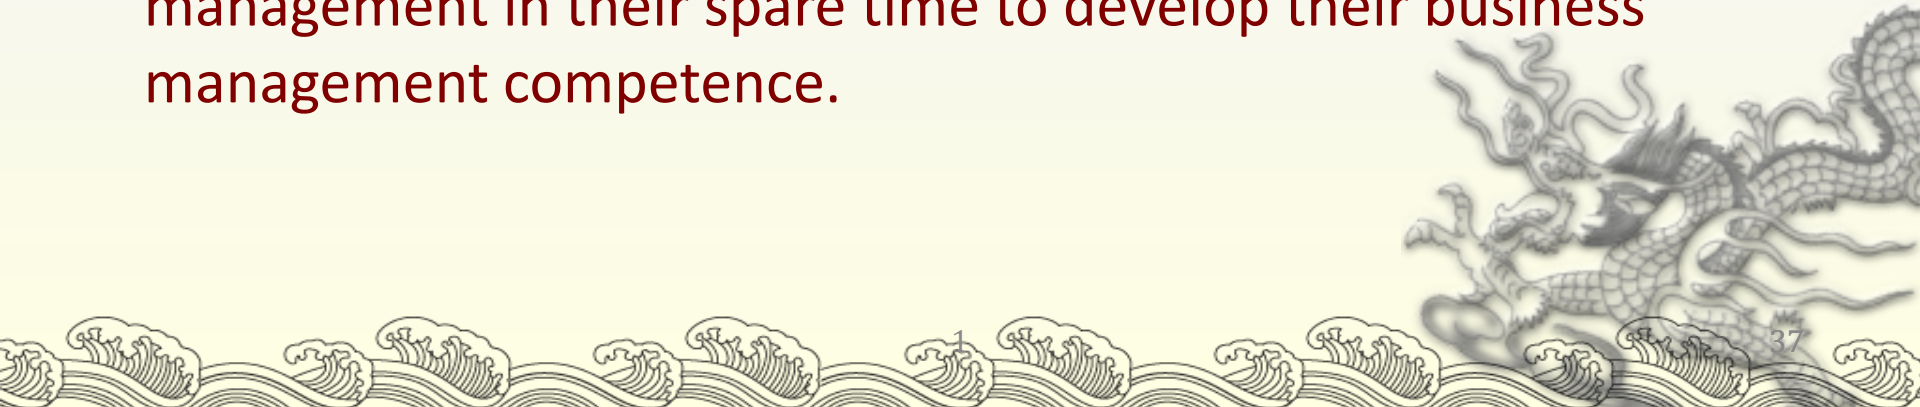 management in their spare time to develop their business
management competence.
1
37